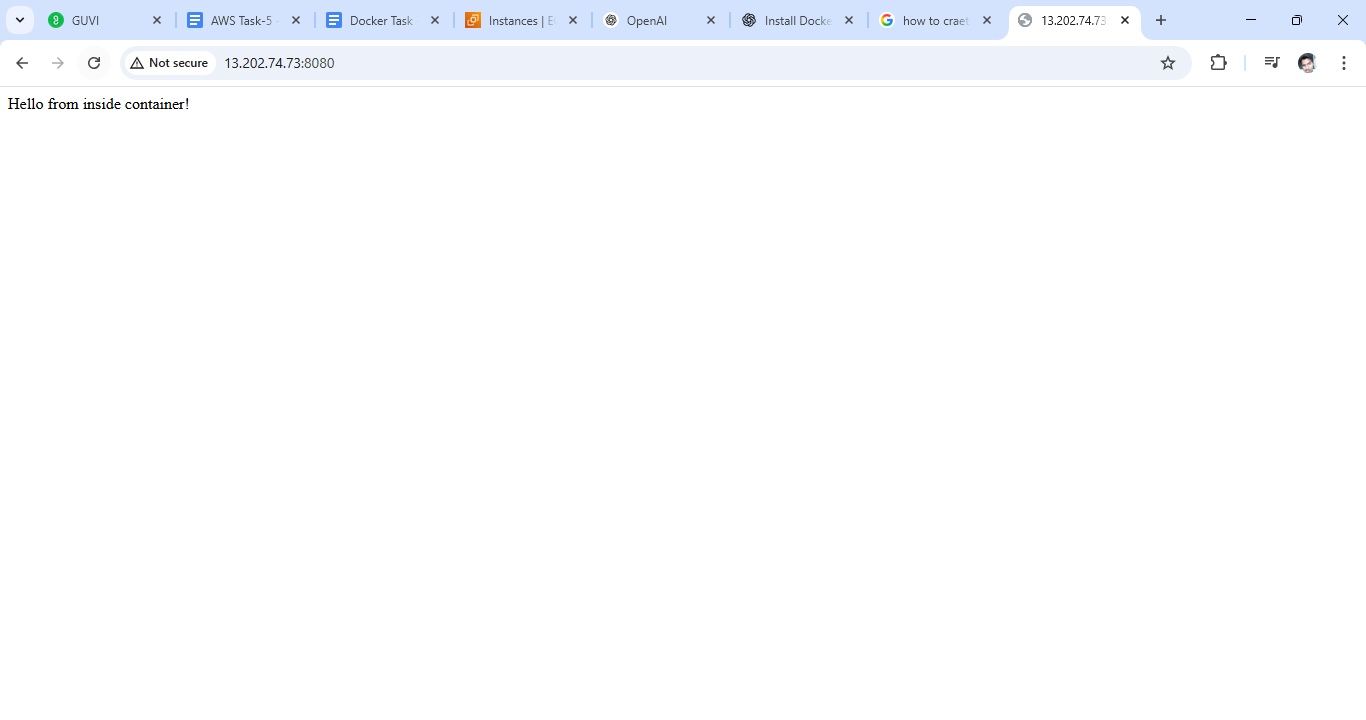 GUVI
AWS Task-5
Docker Task
Instances | E
OpenAI
Install Docke
how to craet
13.202.74.73
Not secure
13.202.74.73:8080
Hello from inside container!